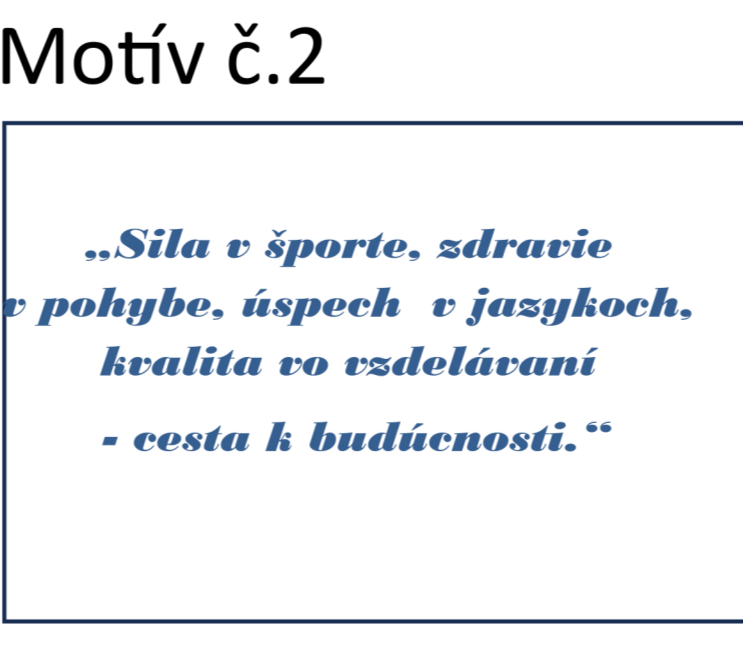 Motív č.2
„Sila v športe, zdravie
v pohybe, úspech v jazykoch,
kvalita vo vzdelávaní
- cesta k budúcnosti.“